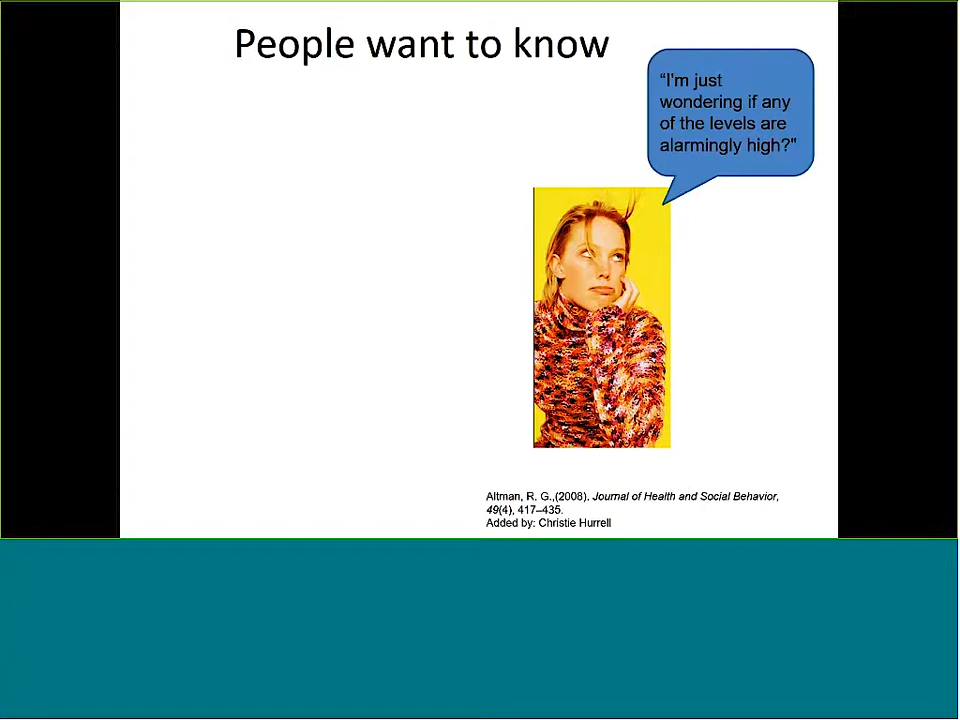 People want to know
“I'm just
wondering if any
of the levels are
alarmingly high?"
Altman, R. G.,(2008). Journal of Health and Social Behavior,
49(4), 417–435.
Added by: Christie Hurrell